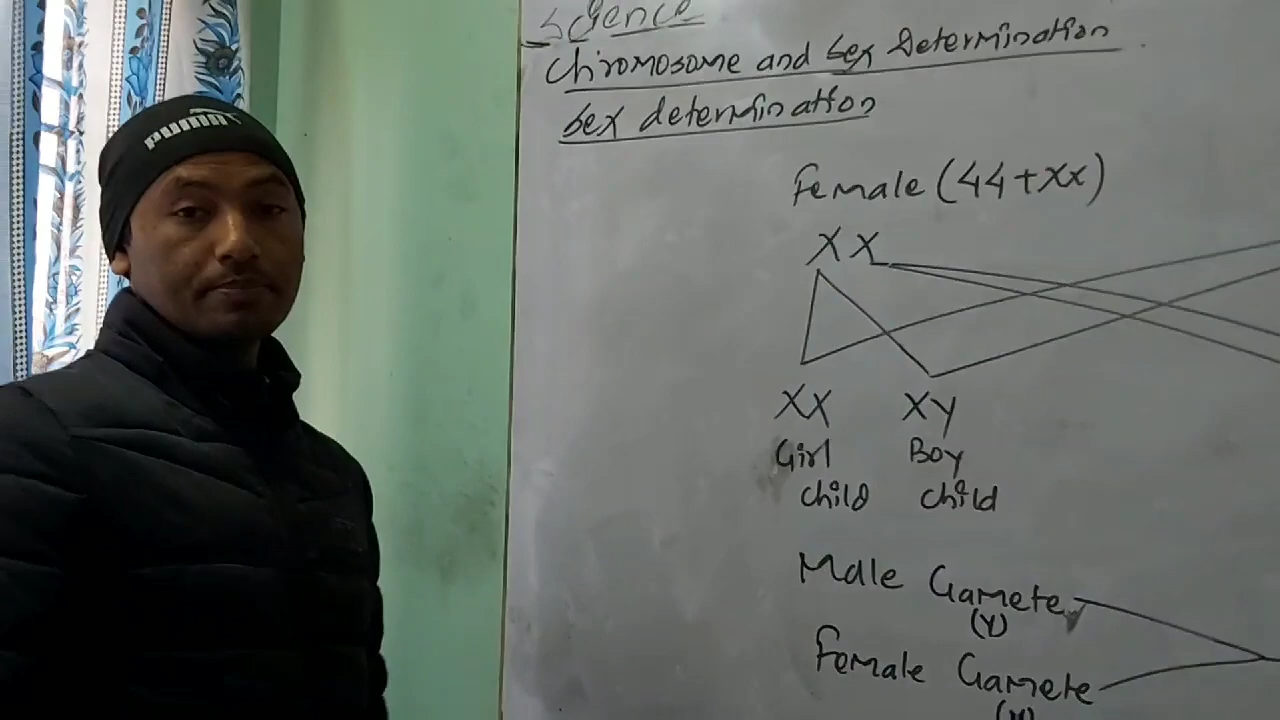 PUMA
Science
Chromosome and Sex Determination
Sex determination
Female (44+XX)
X X
XX XY
Girl Boy
child child
Male Gamete
(Y)
Female Gamete